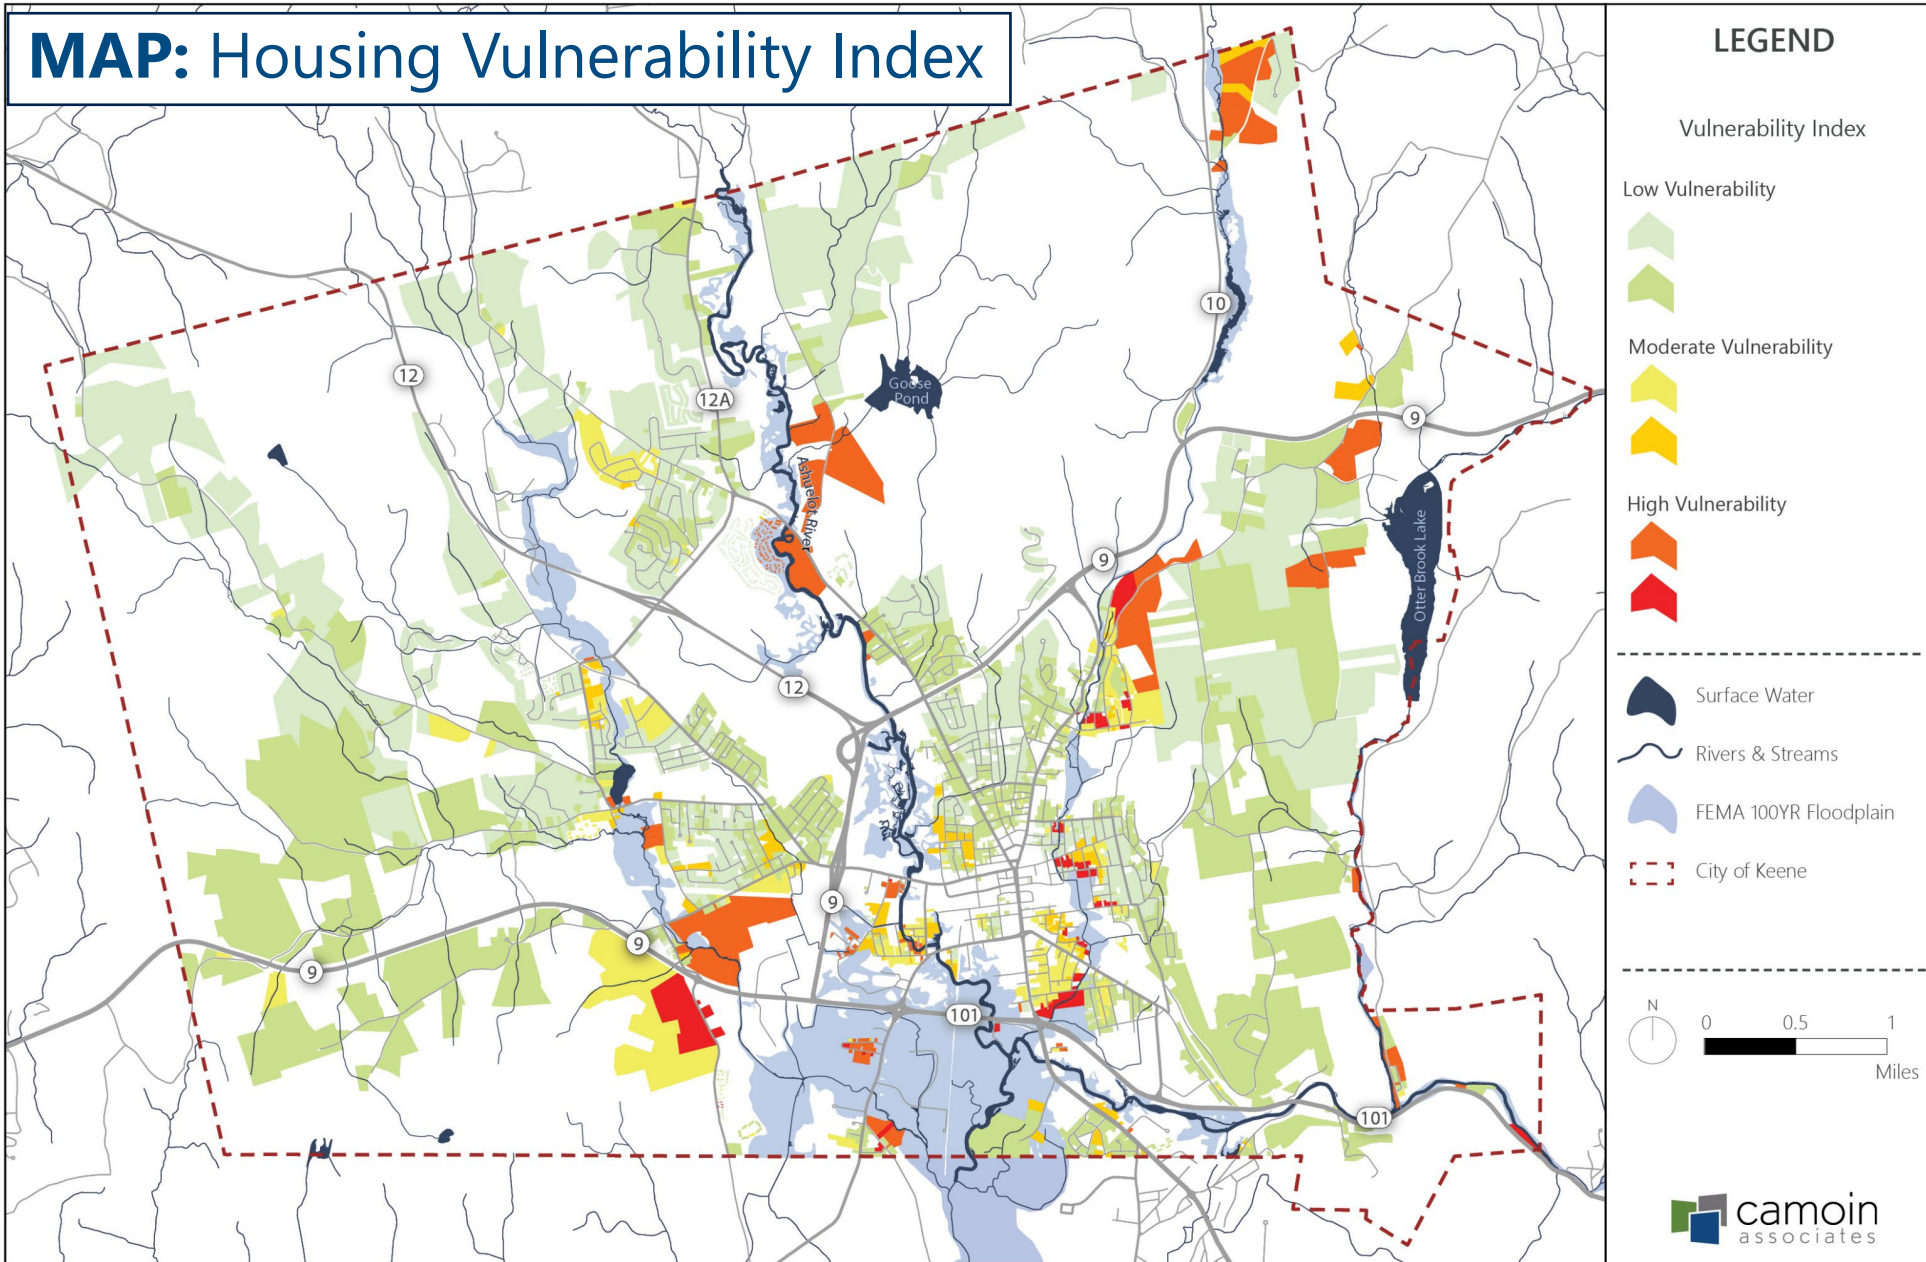 MAP: Housing Vulnerability Index
10
12
12A
Goose
Pond
9
Ashuelot River
Otter Brook Lake
9
12
9
9
9
101
101
LEGEND
Vulnerability Index
Low Vulnerability
Moderate Vulnerability
High Vulnerability
Surface Water
Rivers & Streams
FEMA 100YR Floodplain
City of Keene
N
0 0.5 1
Miles
camoin
associates